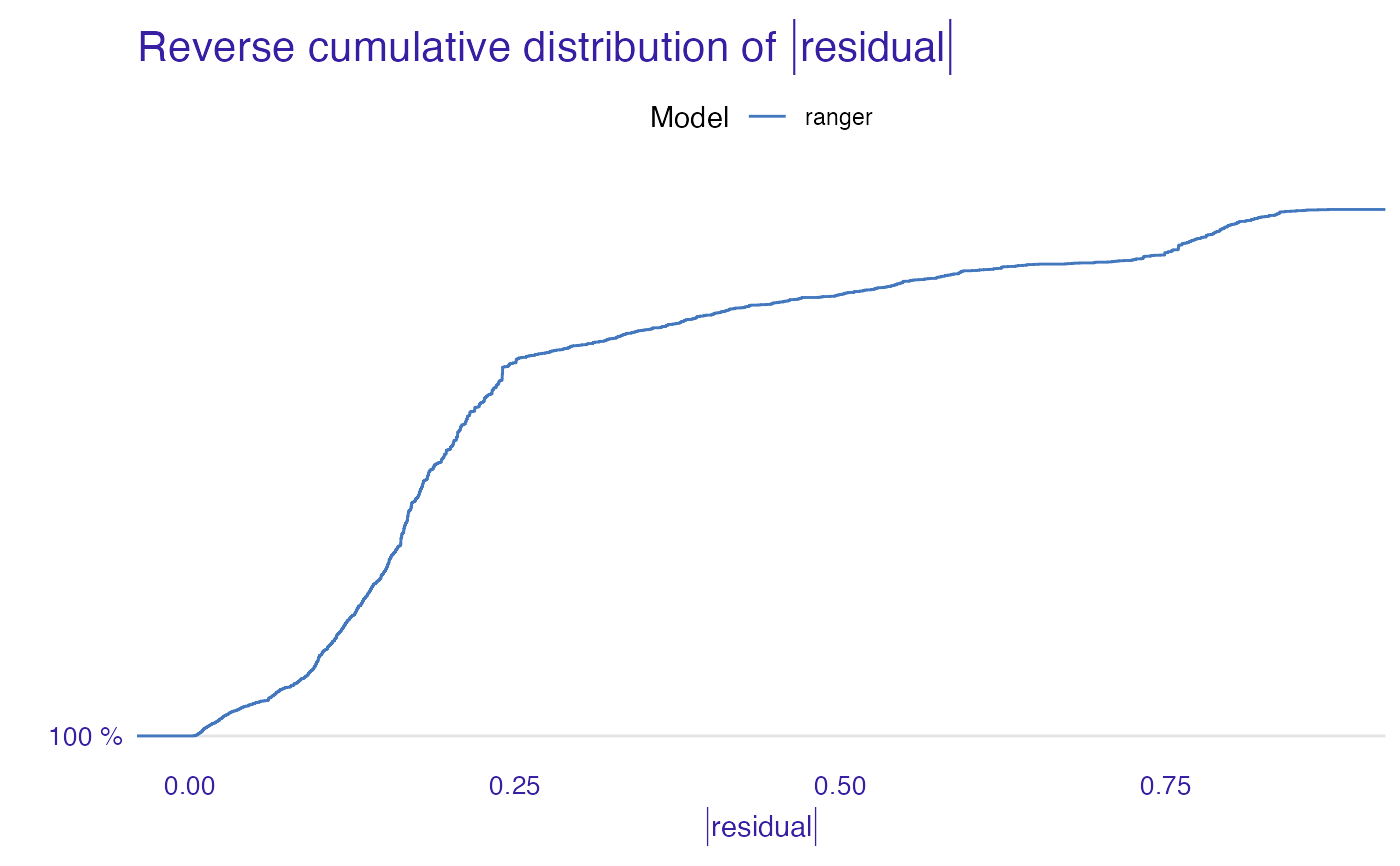 Reverse cumulative distribution of |residual|
Model ranger
100 %
0.00 0.25 0.50 0.75
|residual|